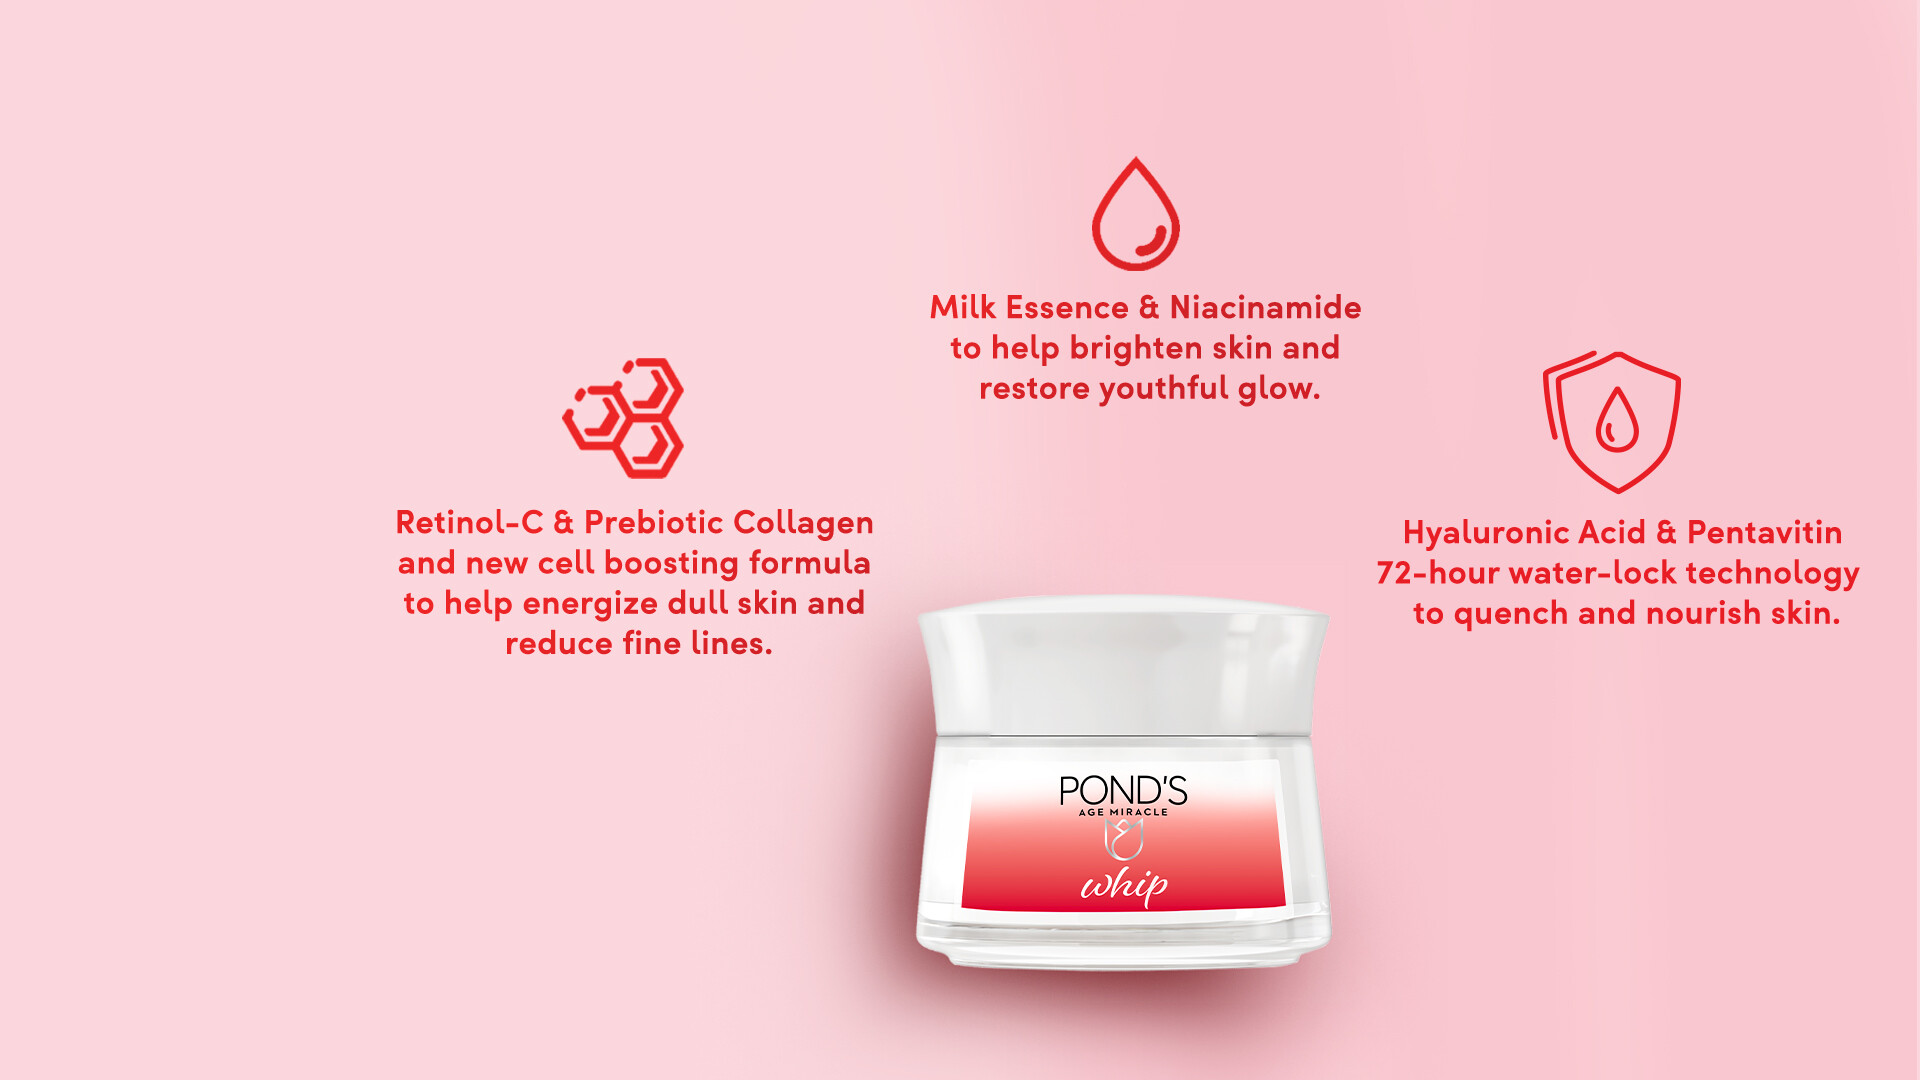 Milk Essence & Niacinamide
to help brighten skin and
restore youthful glow.
Retinol-C & Prebiotic Collagen
and new cell boosting formula
to help energize dull skin and
reduce fine lines.
Hyaluronic Acid & Pentavitin
72-hour water-lock technology
to quench and nourish skin.
POND'S
AGE MIRACLE
whip